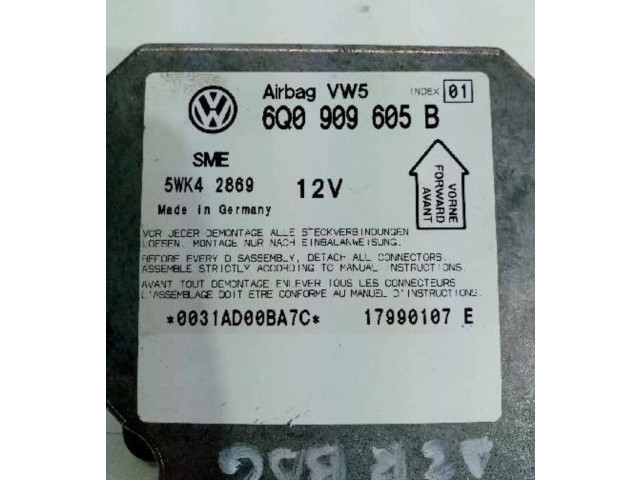 Airbag VW5 INDEX 01
6Q0 909 605 B
SME
5WK4 2869 12V
Made in Germany
VORNE
FORWARD
AVANT
VOR JEDER DEMONTAGE ALLE STECKVERBINDUNGEN
LOESEN. MONTAGE NUR NACH EINBAUANWEISUNG.
BEFORE EVERY D SASSEMBLY, DETACH ALL CONNECTORS.
ASSEMBLE STRICTLY ACCORDING TO MANUAL INSTRUCTIONS.
AVANT TOUT DEMONTAGE ENLEVER TOUS LES CONNECTEURS
L'ASSEMBLAGE DOIT ETRE CONFORME AU MANUEL D'INSTRUCTIONS.
*0031AD00BA7C* 17990107 E